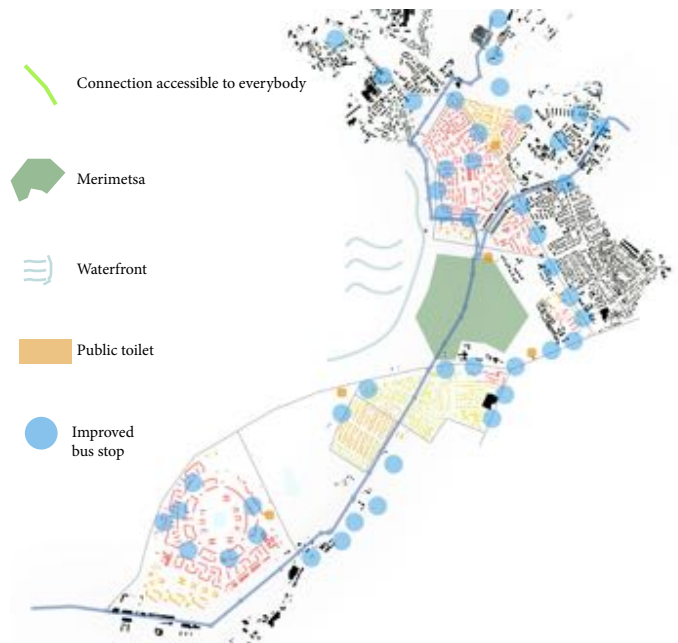 Connection accessible to everybody
Merimetsa
Waterfront
Public toilet
Improved
bus stop